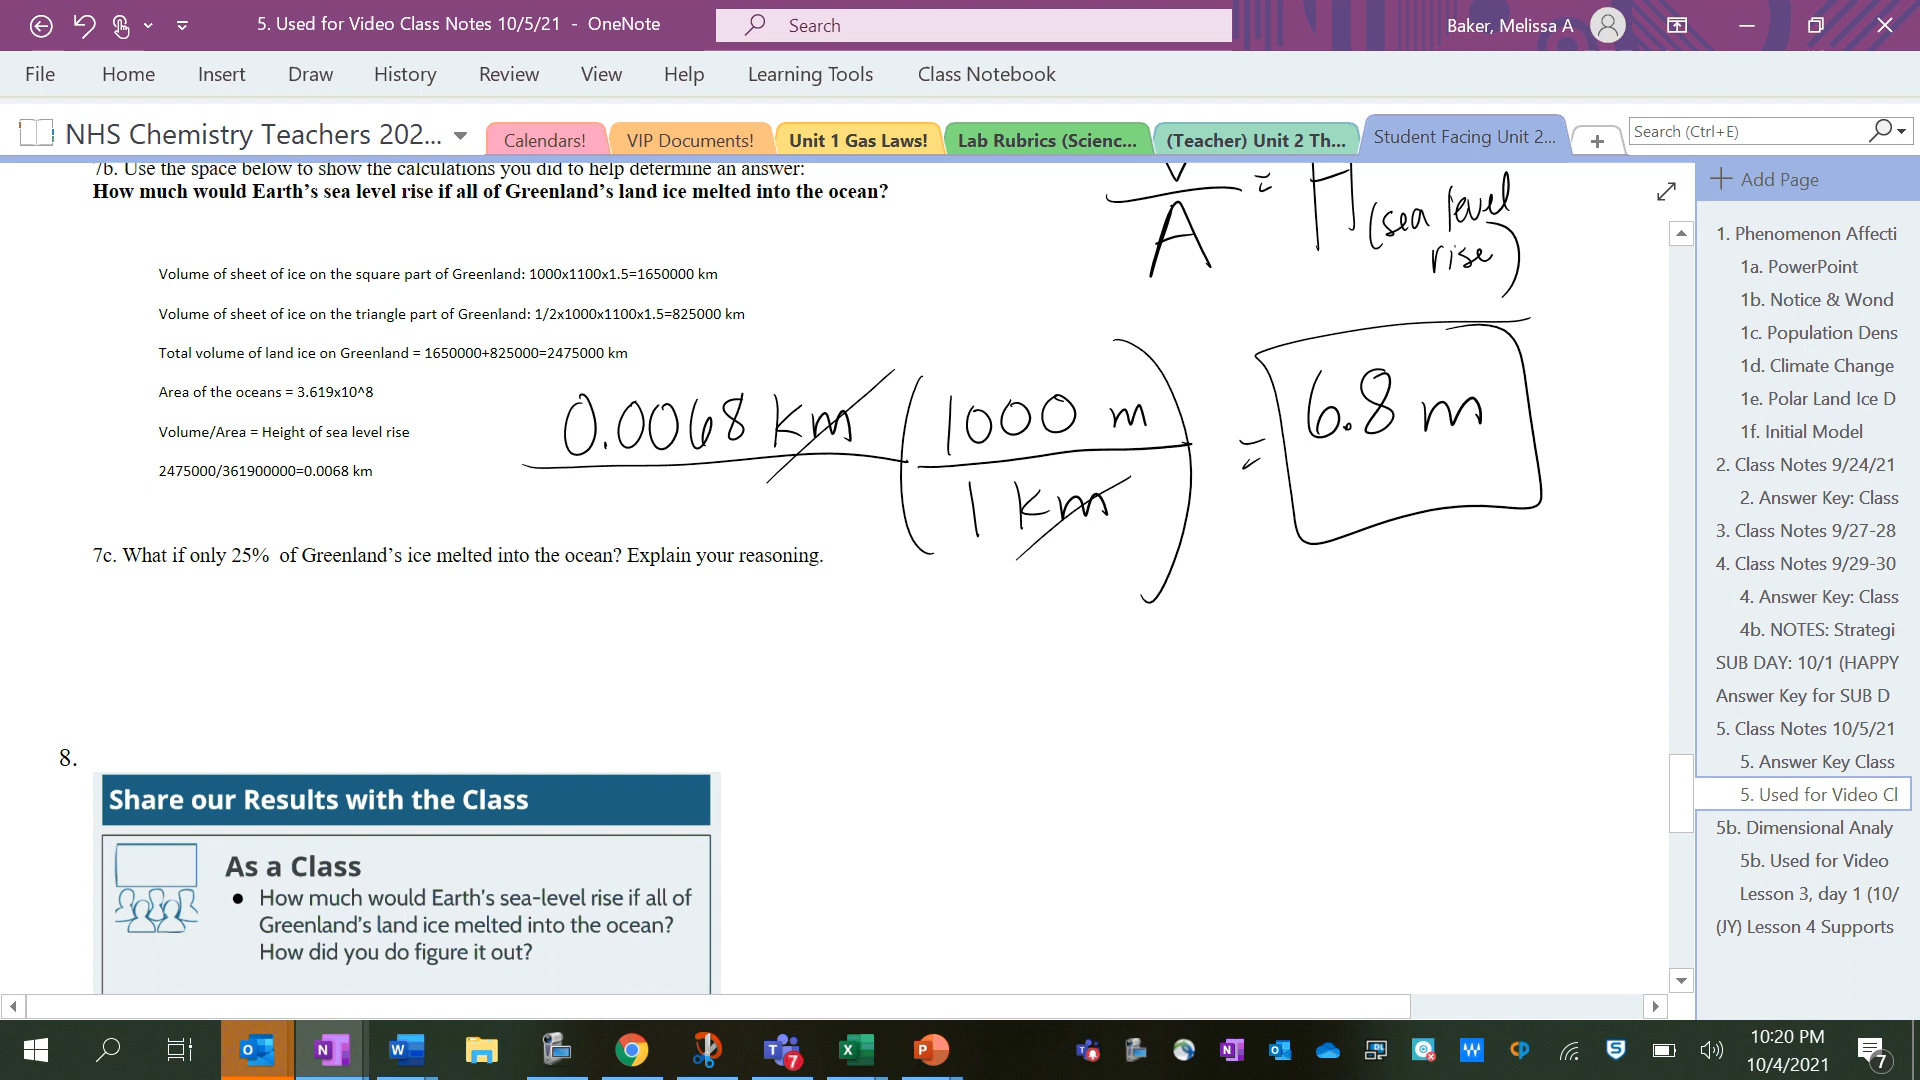 5. Used for Video Class Notes 10/5/21 - OneNote
Search
Baker, Melissa A
File Home Insert Draw History Review View Help Learning Tools Class Notebook
NHS Chemistry Teachers 202...
Calendars!
VIP Documents!
Unit 1 Gas Laws!
Lab Rubrics (Scienc...
(Teacher) Unit 2 Th...
Student Facing Unit 2...
Search (Ctrl+E)
7b. Use the space below to show the calculations you did to help determine an answer:
How much would Earth's sea level rise if all of Greenland's land ice melted into the ocean?
V/A = H (sea level rise)
Volume of sheet of ice on the square part of Greenland: 1000x1100x1.5=1650000 km
Volume of sheet of ice on the triangle part of Greenland: 1/2x1000x1100x1.5=825000 km
Total volume of land ice on Greenland = 1650000+825000=2475000 km
Area of the oceans = 3.619x10^8
Volume/Area = Height of sea level rise
2475000/361900000=0.0068 km
0.0068 km (1000 m / 1 km) = 6.8 m
7c. What if only 25%  of Greenland's ice melted into the ocean? Explain your reasoning.
8.
Share our Results with the Class
As a Class
● How much would Earth's sea-level rise if all of
Greenland's land ice melted into the ocean?
How did you do figure it out?
Add Page
1. Phenomenon Affecti
1a. PowerPoint
1b. Notice & Wond
1c. Population Dens
1d. Climate Change
1e. Polar Land Ice D
1f. Initial Model
2. Class Notes 9/24/21
2. Answer Key: Class
3. Class Notes 9/27-28
4. Class Notes 9/29-30
4. Answer Key: Class
4b. NOTES: Strategi
SUB DAY: 10/1 (HAPPY
Answer Key for SUB D
5. Class Notes 10/5/21
5. Answer Key Class
5. Used for Video Cl
5b. Dimensional Analy
5b. Used for Video
Lesson 3, day 1 (10/
(JY) Lesson 4 Supports
7
10:20 PM
10/4/2021
7